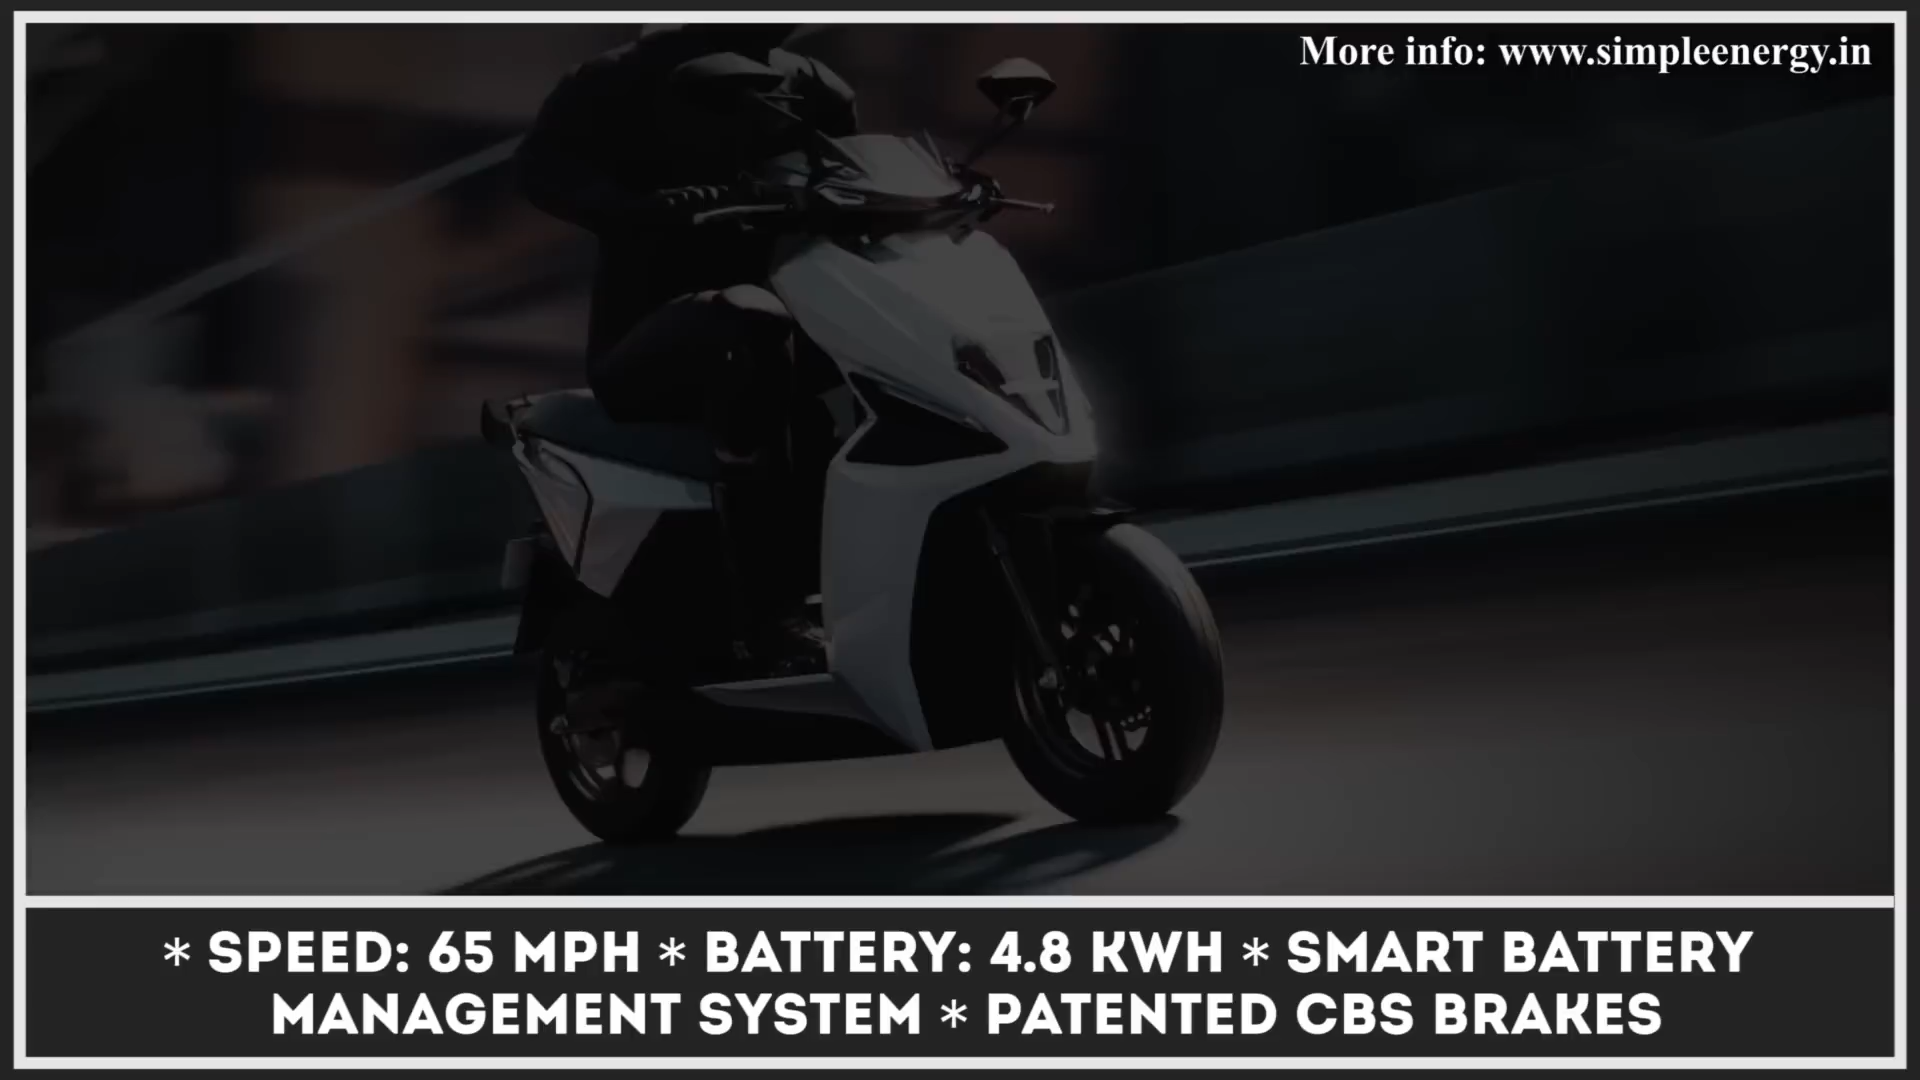 More info: www.simpleenergy.in
* SPEED: 65 MPH * BATTERY: 4.8 KWH * SMART BATTERY
MANAGEMENT SYSTEM * PATENTED CBS BRAKES